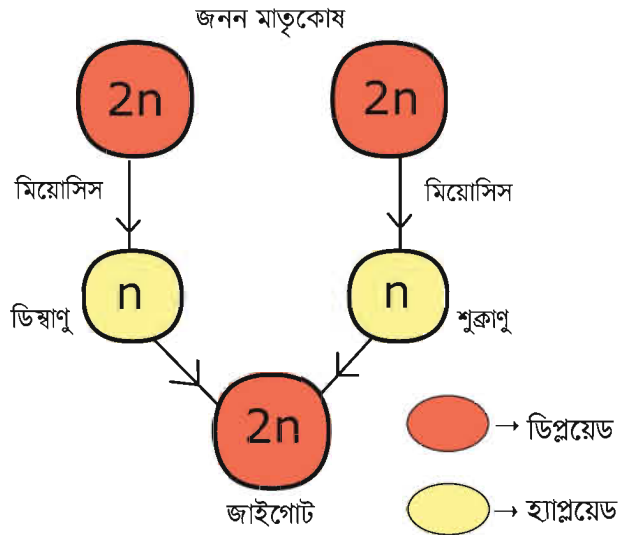 জনন মাতৃকোষ
2n 2n
মিয়োসিস মিয়োসিস
n n
ডিম্বাণু শুক্রাণু
2n
জাইগোট
→ ডিপ্লয়েড
→ হ্যাপ্লয়েড